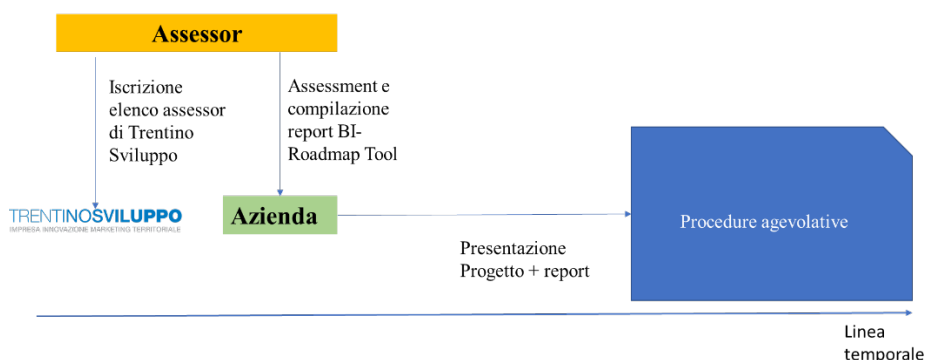 Assessor
Iscrizione
elenco assessor
di Trentino
Sviluppo
Assessment e
compilazione
report BI-
Roadmap Tool
TRENTINOSVILUPPO
IMPRESA INNOVAZIONE MARKETING TERRITORIALE
Azienda
Presentazione
Progetto + report
Procedure agevolative
Linea
temporale